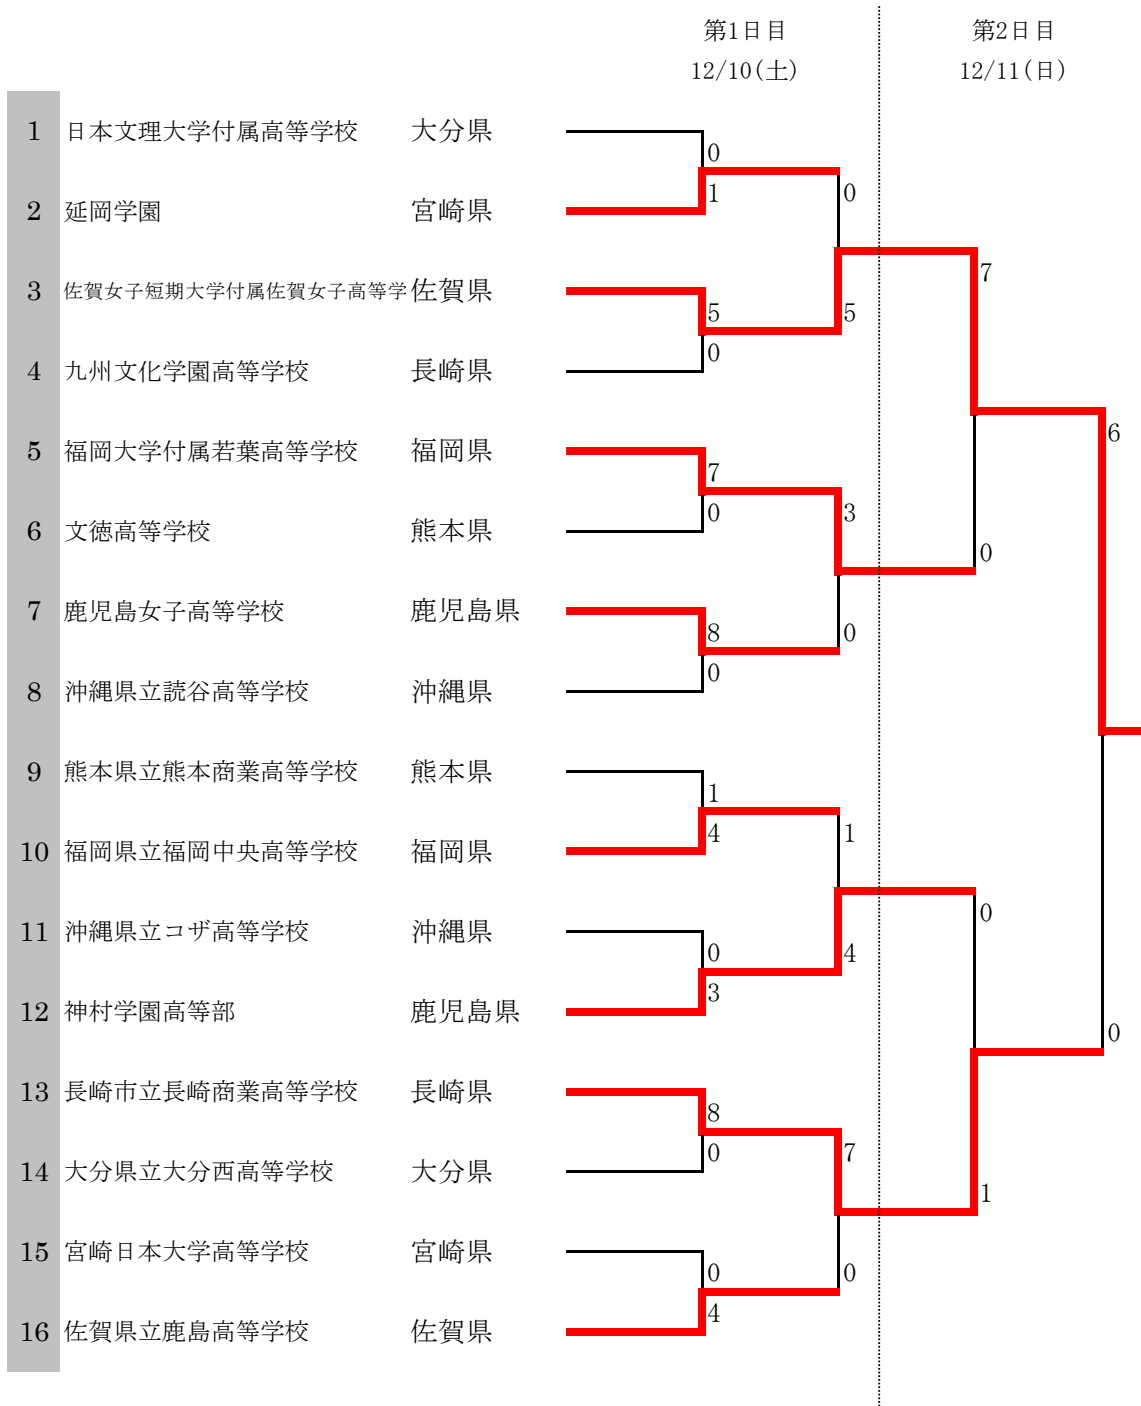 第1日目 第2日目
12/10(土) 12/11(日)
1 日本文理大学付属高等学校 大分県
0
1 0
2 延岡学園 宮崎県
7
3 佐賀女子短期大学付属佐賀女子高等学 佐賀県
5 5
0
4 九州文化学園高等学校 長崎県
6
5 福岡大学付属若葉高等学校 福岡県
7
0 3
6 文徳高等学校 熊本県
0
7 鹿児島女子高等学校 鹿児島県
8 0
0
8 沖縄県立読谷高等学校 沖縄県
9 熊本県立熊本商業高等学校 熊本県
1
4 1
10 福岡県立福岡中央高等学校 福岡県
0
11 沖縄県立コザ高等学校 沖縄県
0 4
3
12 神村学園高等部 鹿児島県
0
13 長崎市立長崎商業高等学校 長崎県
8
0 7
14 大分県立大分西高等学校 大分県
1
15 宮崎日本大学高等学校 宮崎県
0 0
4
16 佐賀県立鹿島高等学校 佐賀県